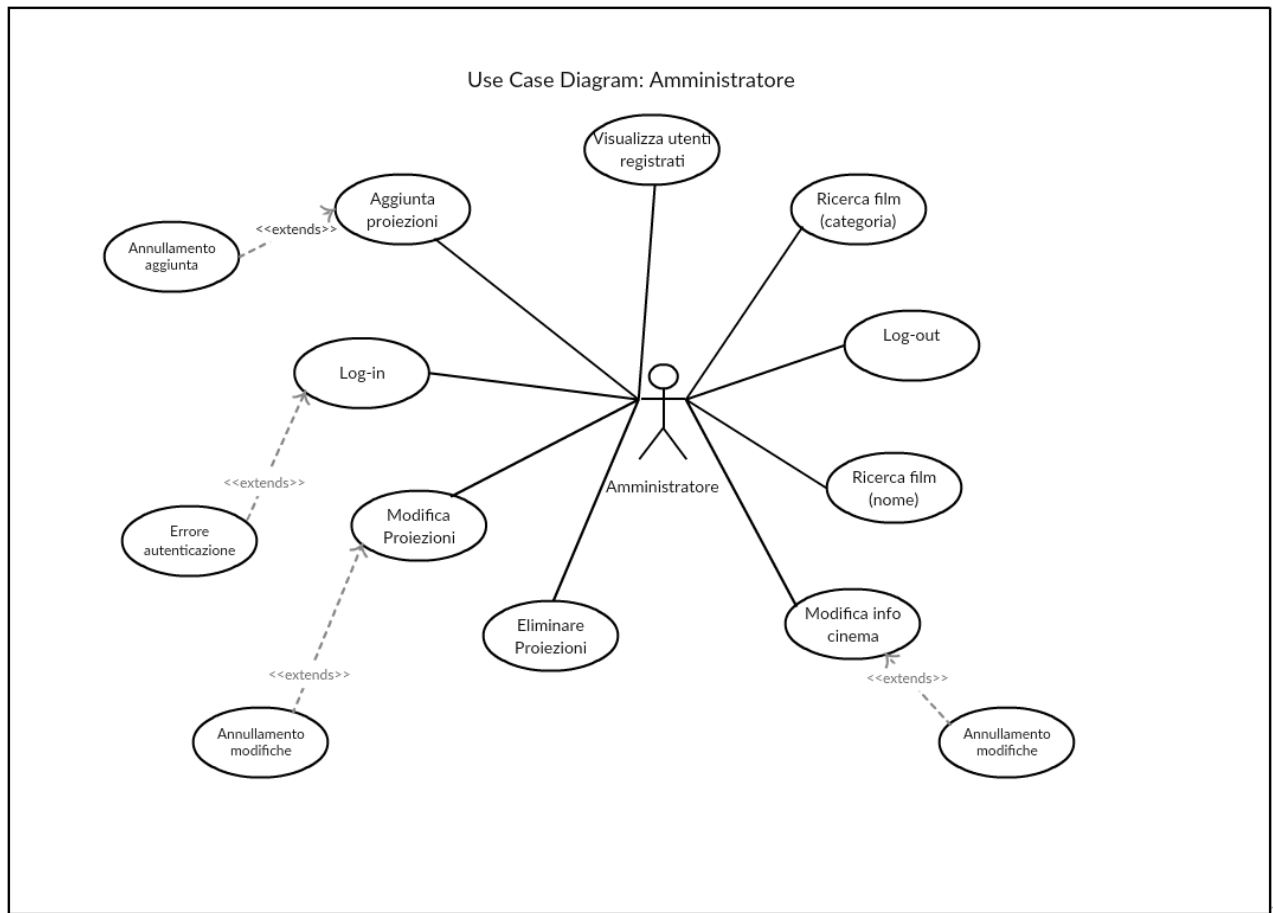 Use Case Diagram: Amministratore
Visualizza utenti
registrati
Aggiunta
proiezioni
Ricerca film
(categoria)
<<extends>>
Annullamento
aggiunta
Log-out
Log-in
<<extends>>
Amministratore
Ricerca film
(nome)
Modifica
Proiezioni
Errore
autenticazione
Eliminare
Proiezioni
Modifica info
cinema
<<extends>>
<<extends>>
Annullamento
modifiche
Annullamento
modifiche